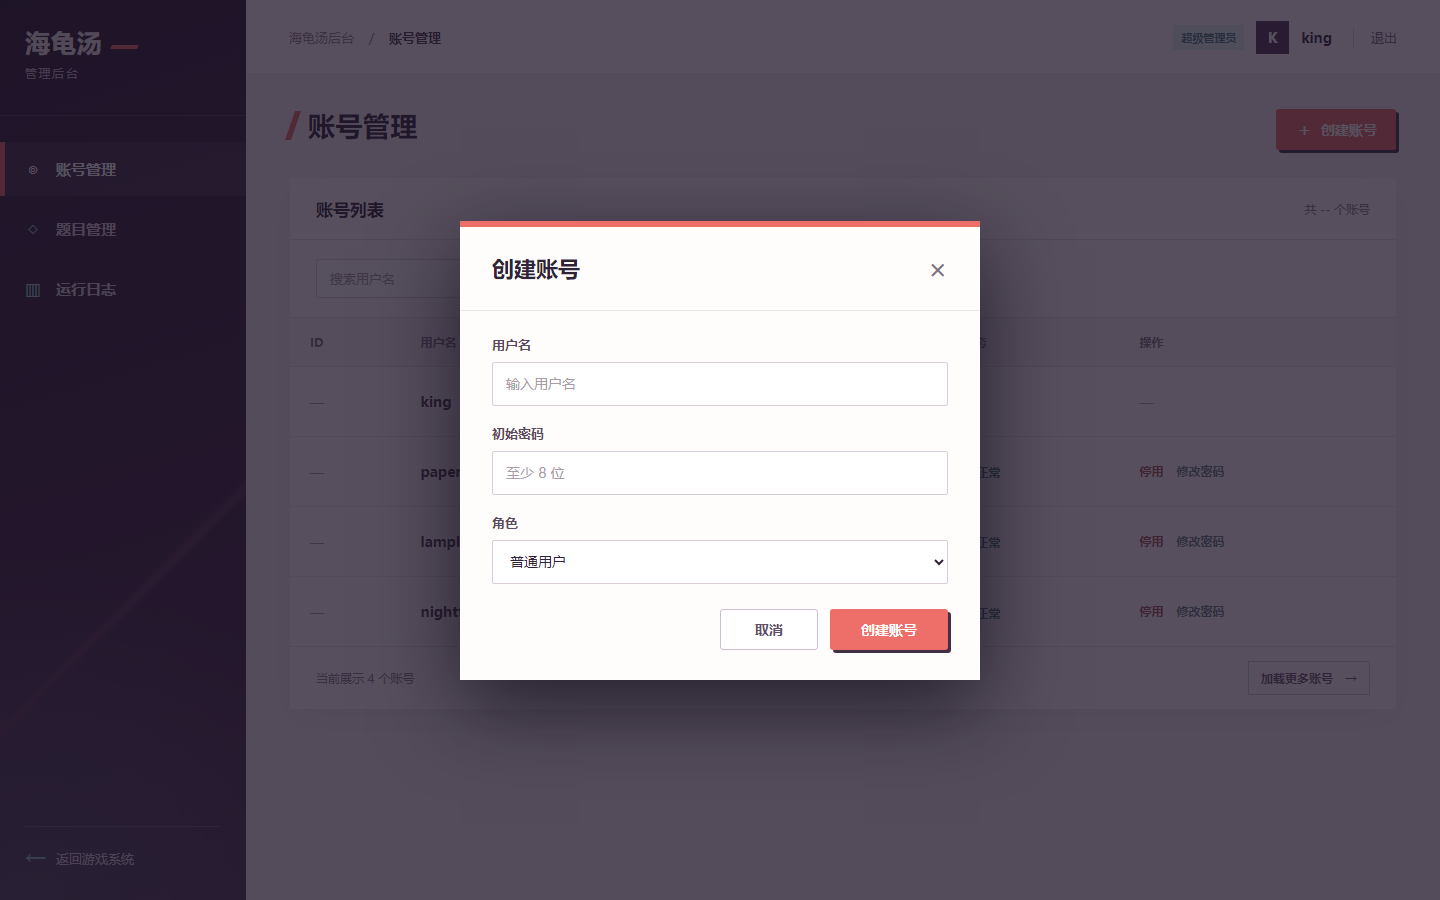 海龟汤
管理后台
账号管理
题目管理
运行日志
返回游戏系统
海龟汤后台 / 账号管理
超级管理员 K king 退出
账号管理
+ 创建账号
账号列表
共 -- 个账号
搜索用户名
ID 用户名 操作
— king —
— 正常 停用 修改密码
— 正常 停用 修改密码
— 正常 停用 修改密码
当前展示 4 个账号
加载更多账号 →
创建账号 ×
用户名
输入用户名
初始密码
至少 8 位
角色
普通用户
取消 创建账号